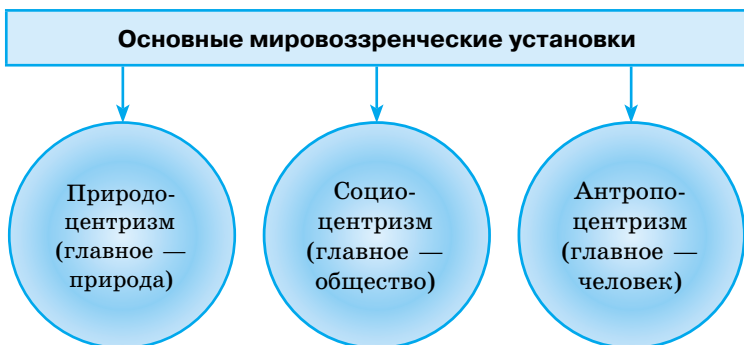 Основные мировоззренческие установки
Природо-
центризм
(главное —
природа)
Социо-
центризм
(главное —
общество)
Антропо-
центризм
(главное —
человек)